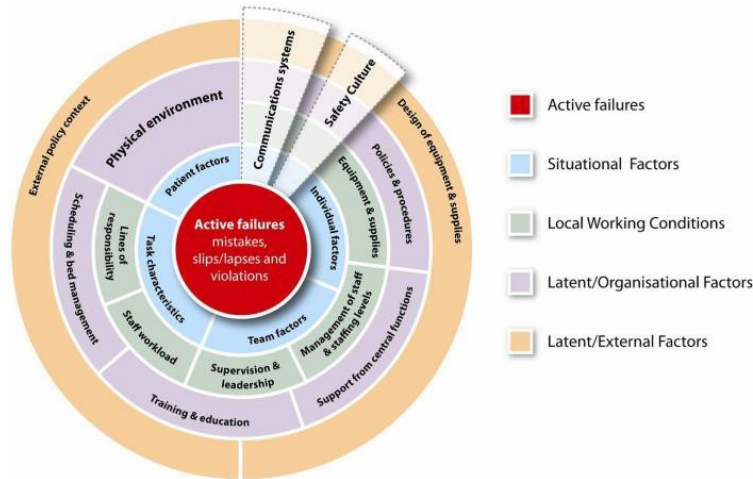 External policy context
Physical environment
Communications systems
Safety Culture
Design of equipment & supplies
Policies & procedures
Equipment & supplies
Individual factors
Patient factors
Active failures
mistakes,
slips/lapses and
violations
Scheduling & bed management
Lines of
responsibility
Task characteristics
Team factors
Management of staff
& staffing levels
Staff workload
Supervision &
leadership
Training & education
Support from central functions
Active failures
Situational Factors
Local Working Conditions
Latent/Organisational Factors
Latent/External Factors